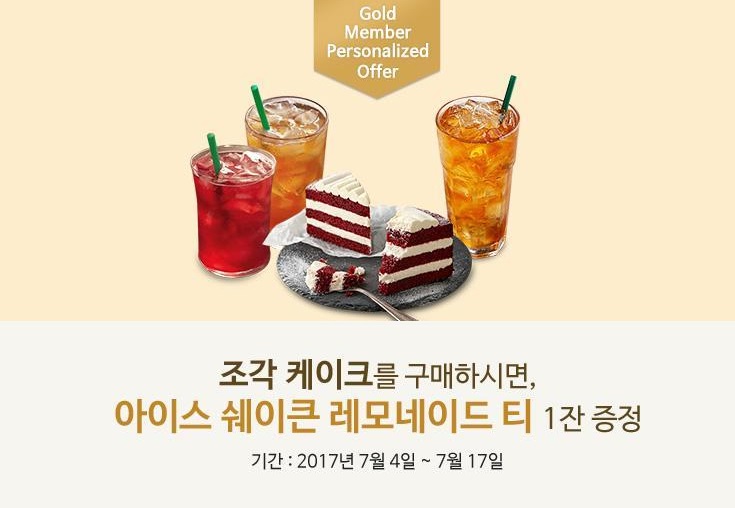 Gold
Member
Personalized
Offer
조각 케이크를 구매하시면,
아이스 쉐이큰 레모네이드 티 1잔 증정
기간 : 2017년 7월 4일 ~ 7월 17일